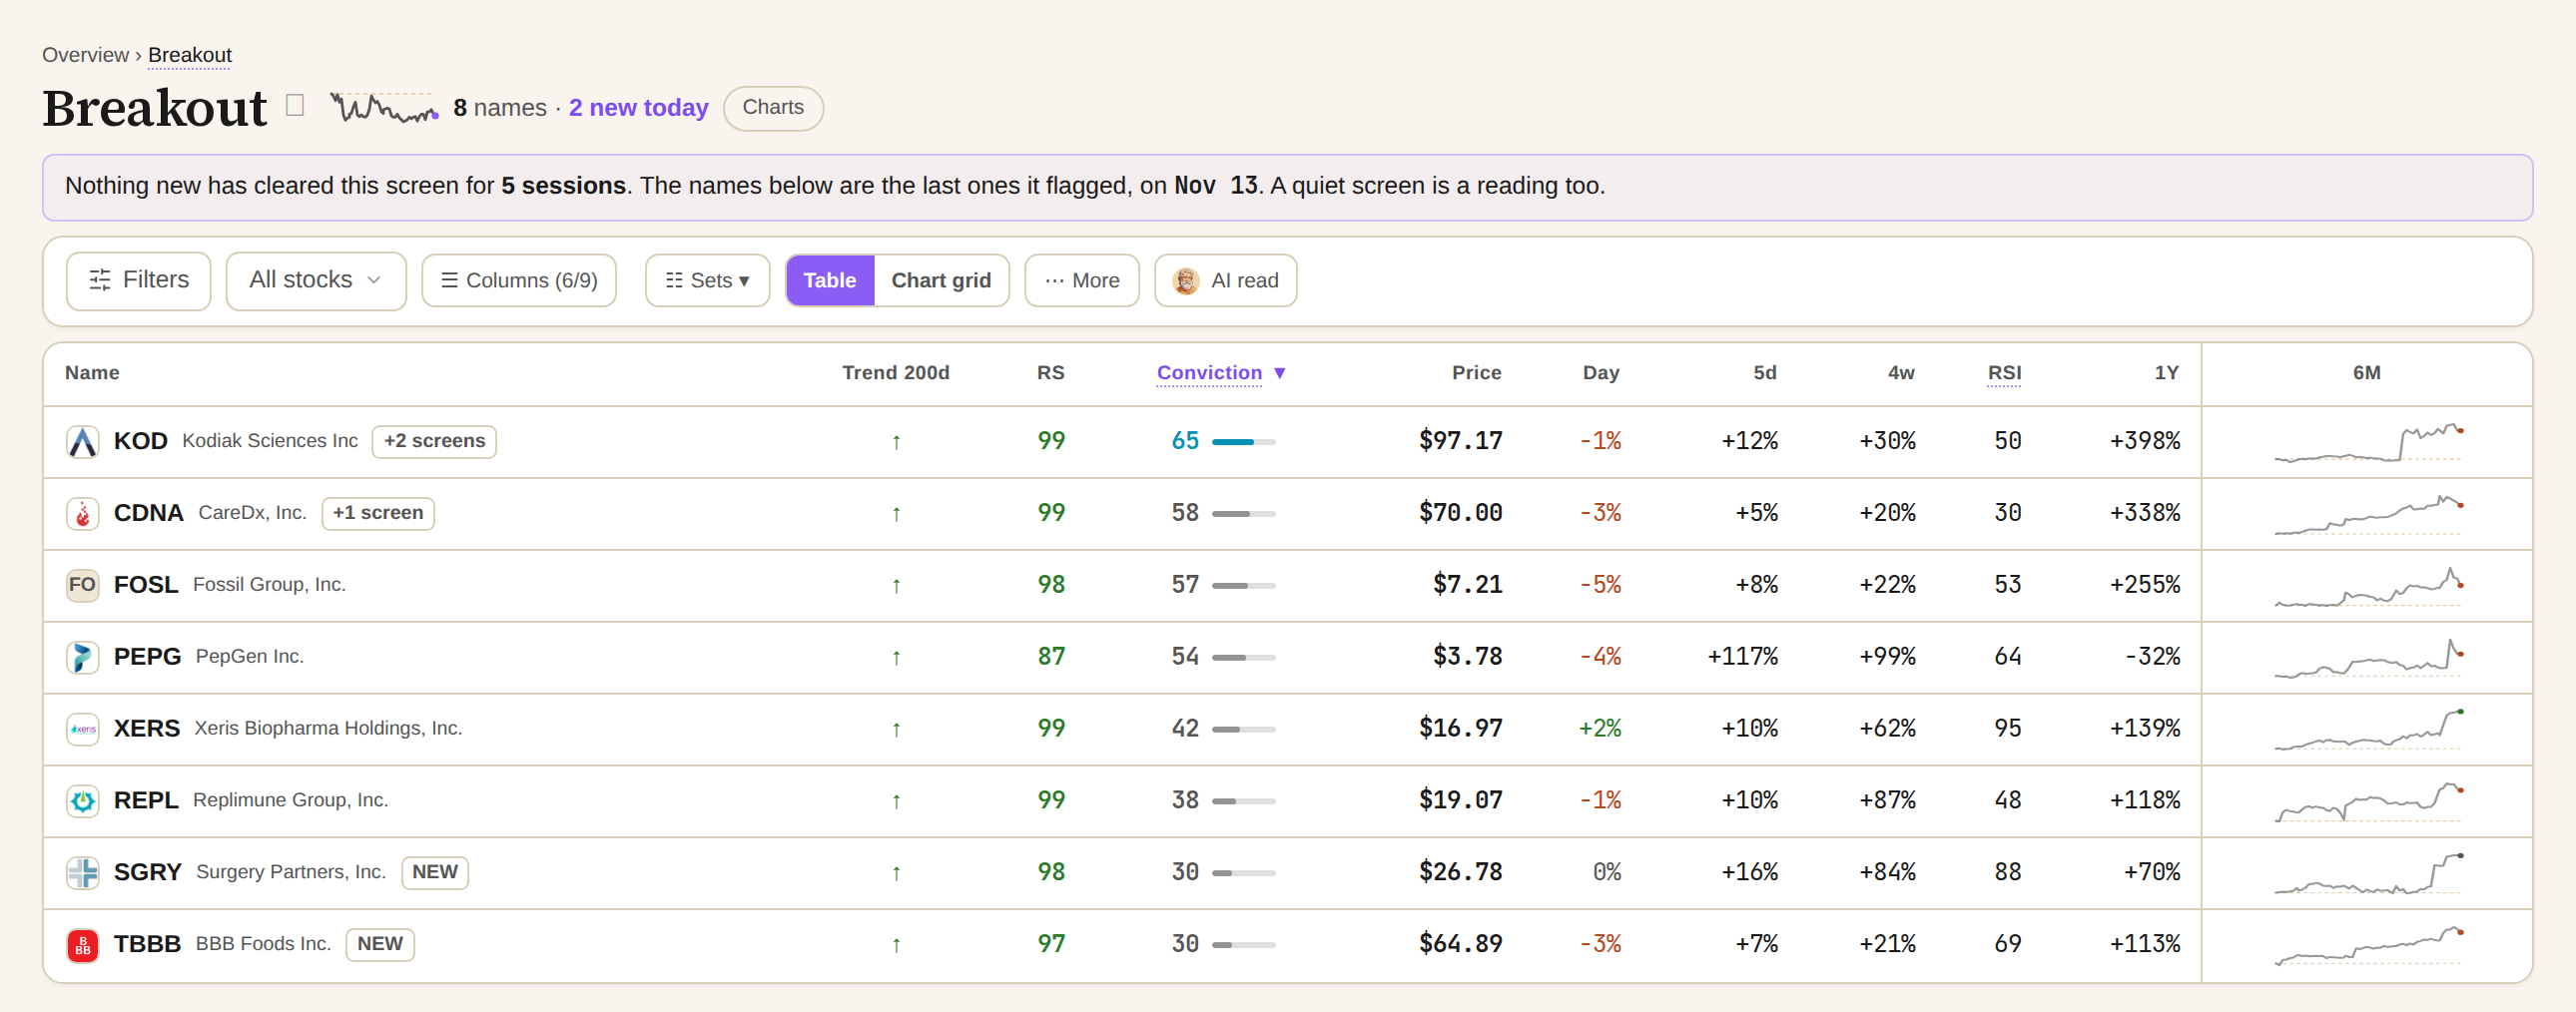 Overview › Breakout
Breakout 8 names · 2 new today Charts
Nothing new has cleared this screen for 5 sessions. The names below are the last ones it flagged, on Nov 13. A quiet screen is a reading too.
Filters All stocks Columns (6/9) Sets ▾ Table Chart grid ··· More AI read
Name Trend 200d RS Conviction ▼ Price Day 5d 4w RSI 1Y 6M
KOD Kodiak Sciences Inc +2 screens ↑ 99 65 $97.17 -1% +12% +30% 50 +398%
CDNA CareDx, Inc. +1 screen ↑ 99 58 $70.00 -3% +5% +20% 30 +338%
FO FOSL Fossil Group, Inc. ↑ 98 57 $7.21 -5% +8% +22% 53 +255%
PEPG PepGen Inc. ↑ 87 54 $3.78 -4% +117% +99% 64 -32%
xeris XERS Xeris Biopharma Holdings, Inc. ↑ 99 42 $16.97 +2% +10% +62% 95 +139%
REPL Replimune Group, Inc. ↑ 99 38 $19.07 -1% +10% +87% 48 +118%
SGRY Surgery Partners, Inc. NEW ↑ 98 30 $26.78 0% +16% +84% 88 +70%
B BB TBBB BBB Foods Inc. NEW ↑ 97 30 $64.89 -3% +7% +21% 69 +113%